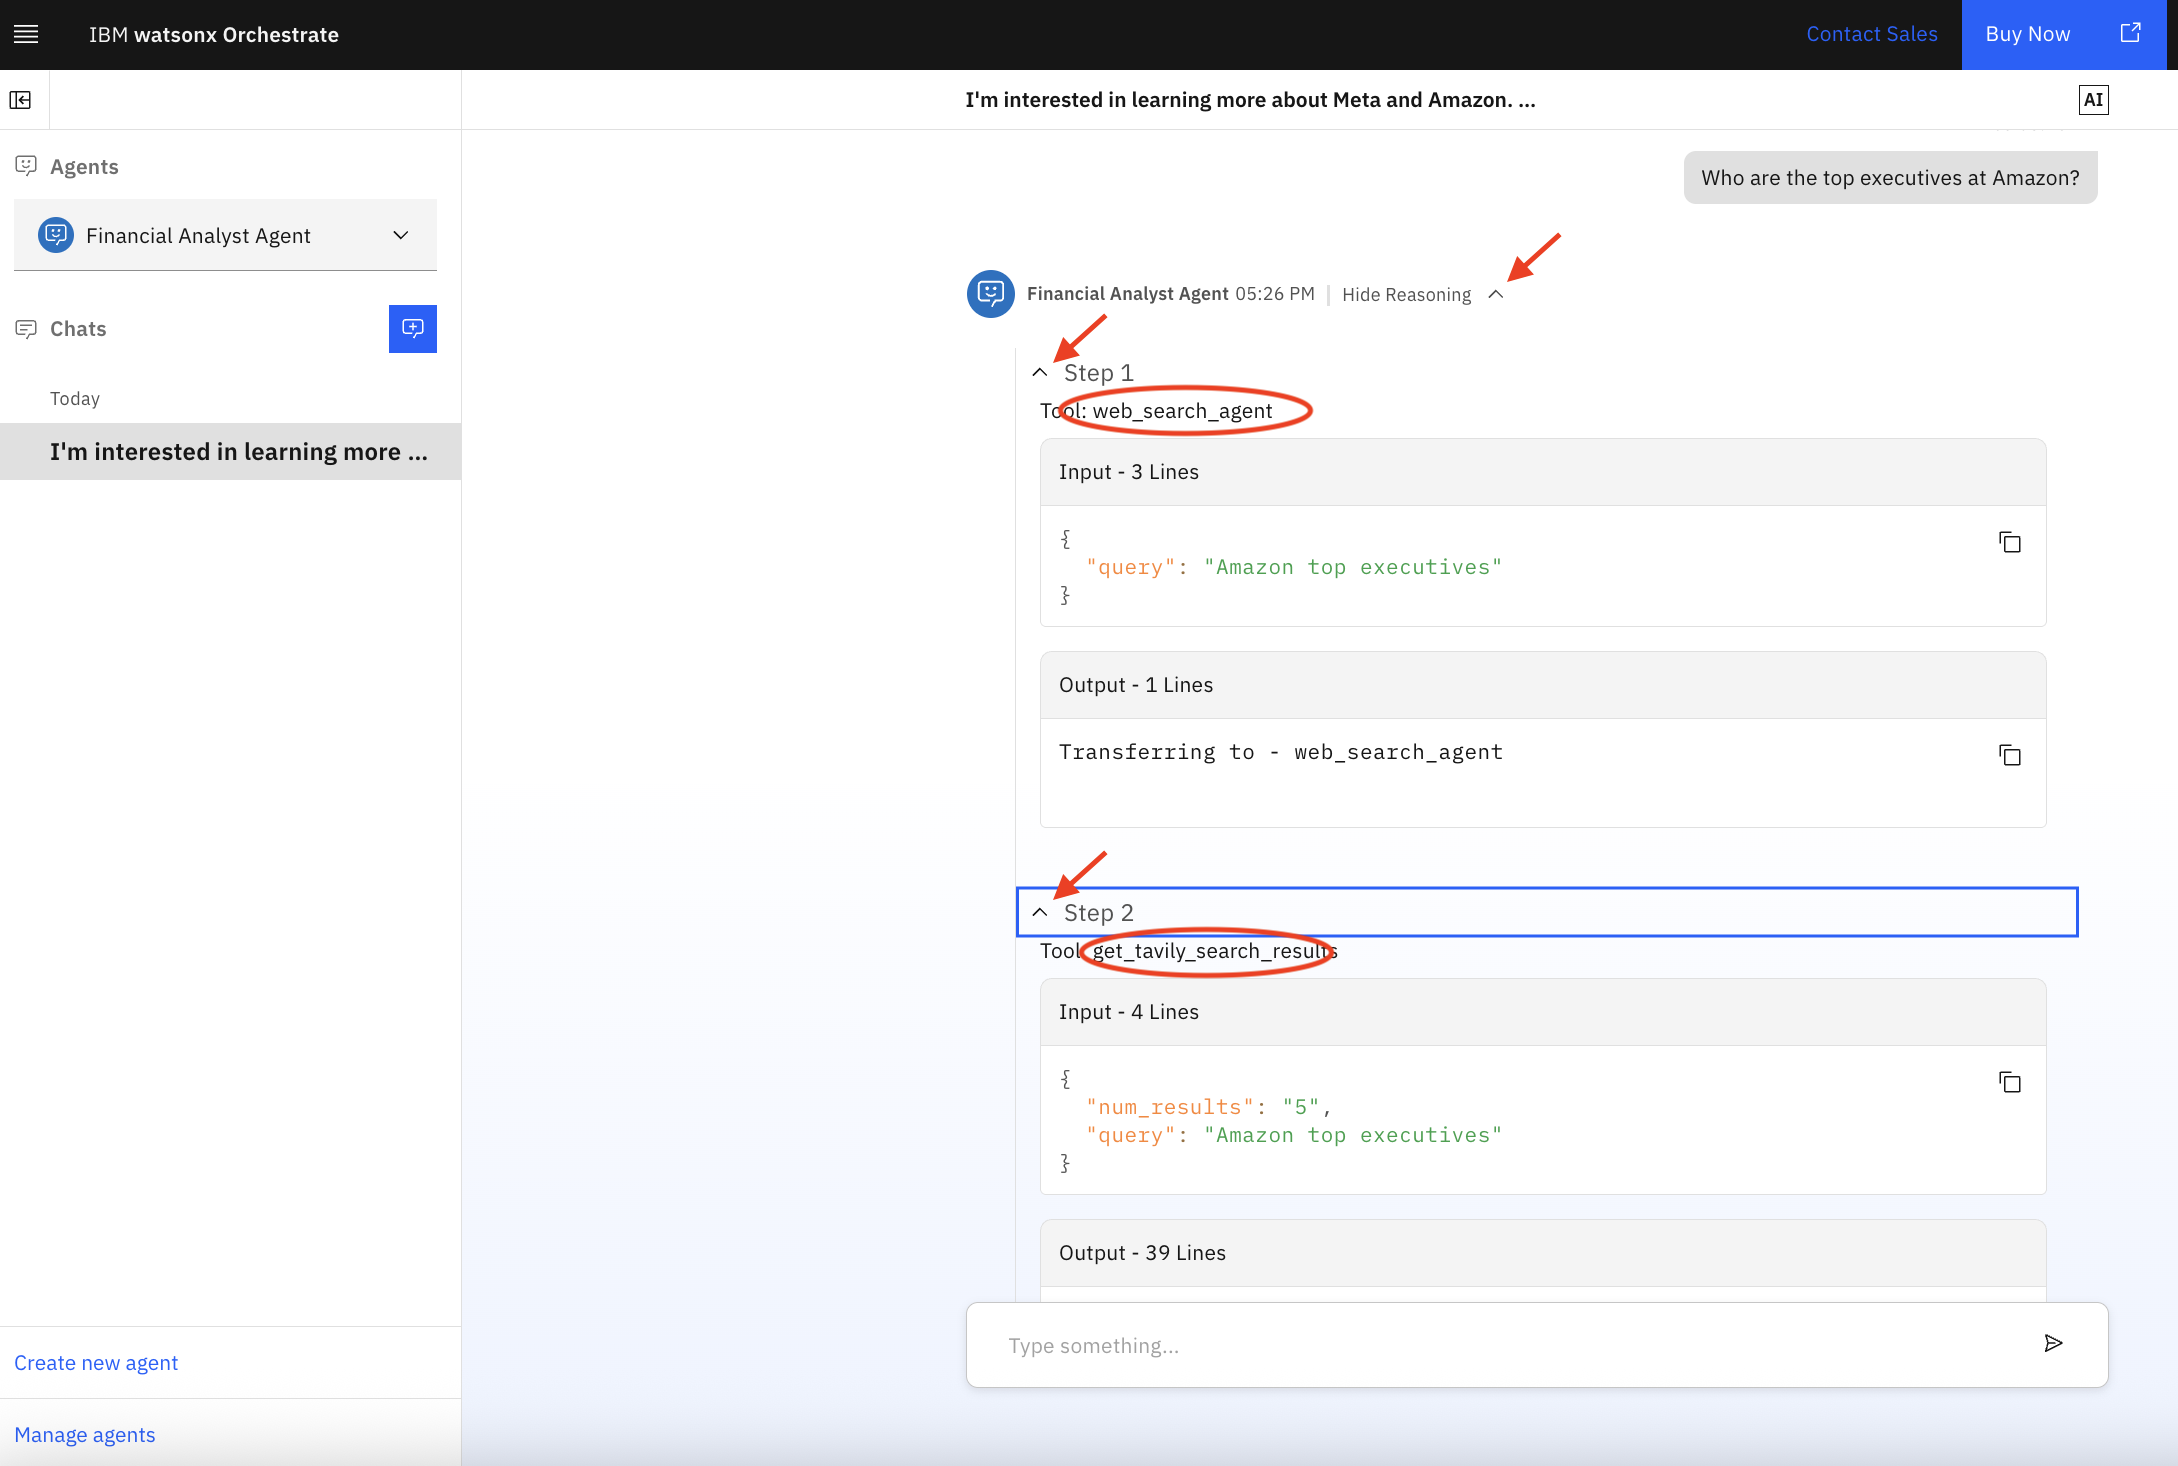 IBM watsonx Orchestrate
Contact Sales
Buy Now
I'm interested in learning more about Meta and Amazon. ...
AI
Agents
Financial Analyst Agent
Chats
Today
I'm interested in learning more ...
Create new agent
Manage agents
Who are the top executives at Amazon?
Financial Analyst Agent 05:26 PM | Hide Reasoning
Step 1
Tool: web_search_agent
Input - 3 Lines
{
"query": "Amazon top executives"
}
Output - 1 Lines
Transferring to - web_search_agent
Step 2
Tool: get_tavily_search_results
Input - 4 Lines
{
"num_results": "5",
"query": "Amazon top executives"
}
Output - 39 Lines
Type something...